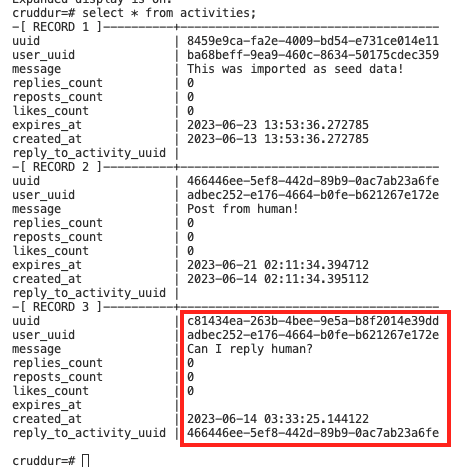 Expanded display is on.
cruddur=# select * from activities;
-[ RECORD 1 ]----------+-------------------------------------
uuid | 8459e9ca-fa2e-4009-bd54-e731ce014e11
user_uuid | ba68beff-9ea9-460c-8634-50175cdec359
message | This was imported as seed data!
replies_count | 0
reposts_count | 0
likes_count | 0
expires_at | 2023-06-23 13:53:36.272785
created_at | 2023-06-13 13:53:36.272785
reply_to_activity_uuid |
-[ RECORD 2 ]----------+-------------------------------------
uuid | 466446ee-5ef8-442d-89b9-0ac7ab23a6fe
user_uuid | adbec252-e176-4664-b0fe-b621267e172e
message | Post from human!
replies_count | 0
reposts_count | 0
likes_count | 0
expires_at | 2023-06-21 02:11:34.394712
created_at | 2023-06-14 02:11:34.395112
reply_to_activity_uuid |
-[ RECORD 3 ]----------+-------------------------------------
uuid | c81434ea-263b-4bee-9e5a-b8f2014e39dd
user_uuid | adbec252-e176-4664-b0fe-b621267e172e
message | Can I reply human?
replies_count | 0
reposts_count | 0
likes_count | 0
expires_at |
created_at | 2023-06-14 03:33:25.144122
reply_to_activity_uuid | 466446ee-5ef8-442d-89b9-0ac7ab23a6fe
cruddur=#